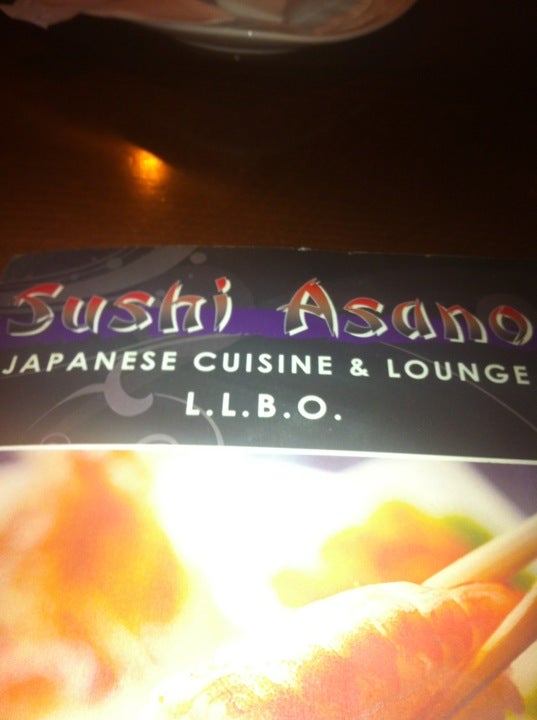 Sushi Asano
JAPANESE CUISINE & LOUNGE
L.L.B.O.